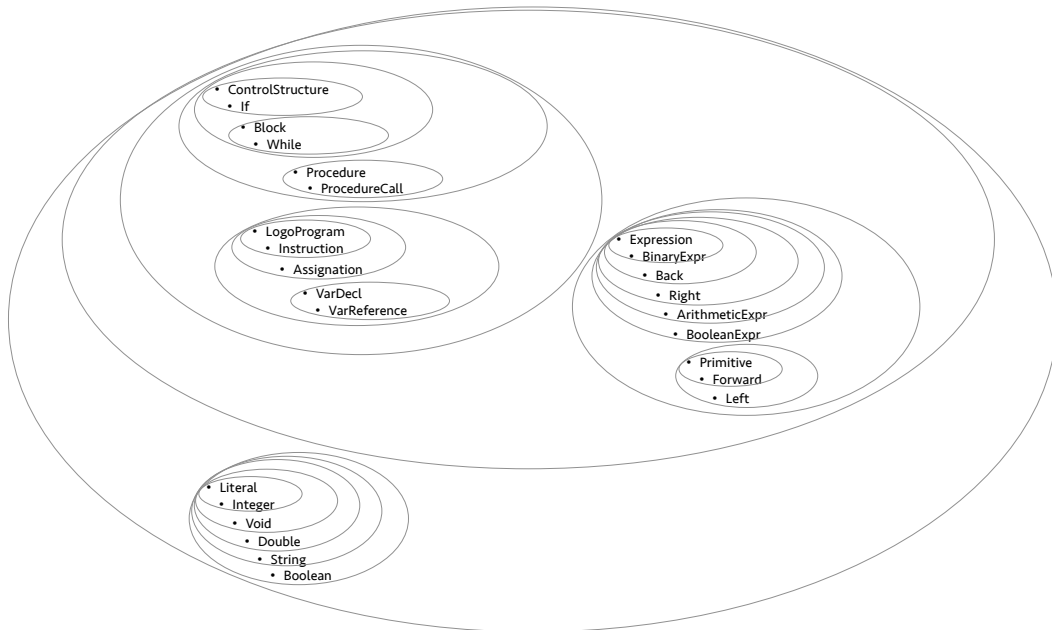 ControlStructure
If
Block
While
Procedure
ProcedureCall
LogoProgram
Instruction
Assignation
VarDecl
VarReference
Expression
BinaryExpr
Back
Right
ArithmeticExpr
BooleanExpr
Primitive
Forward
Left
Literal
Integer
Void
Double
String
Boolean